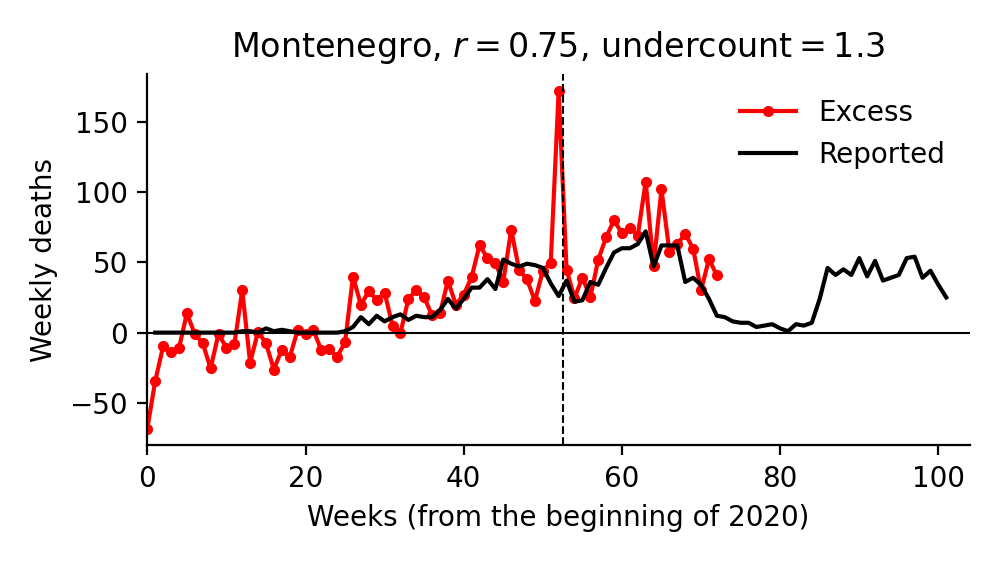 Montenegro, r = 0.75, undercount = 1.3
Excess
Reported
Weekly deaths
150
100
50
0
−50
0 20 40 60 80 100
Weeks (from the beginning of 2020)